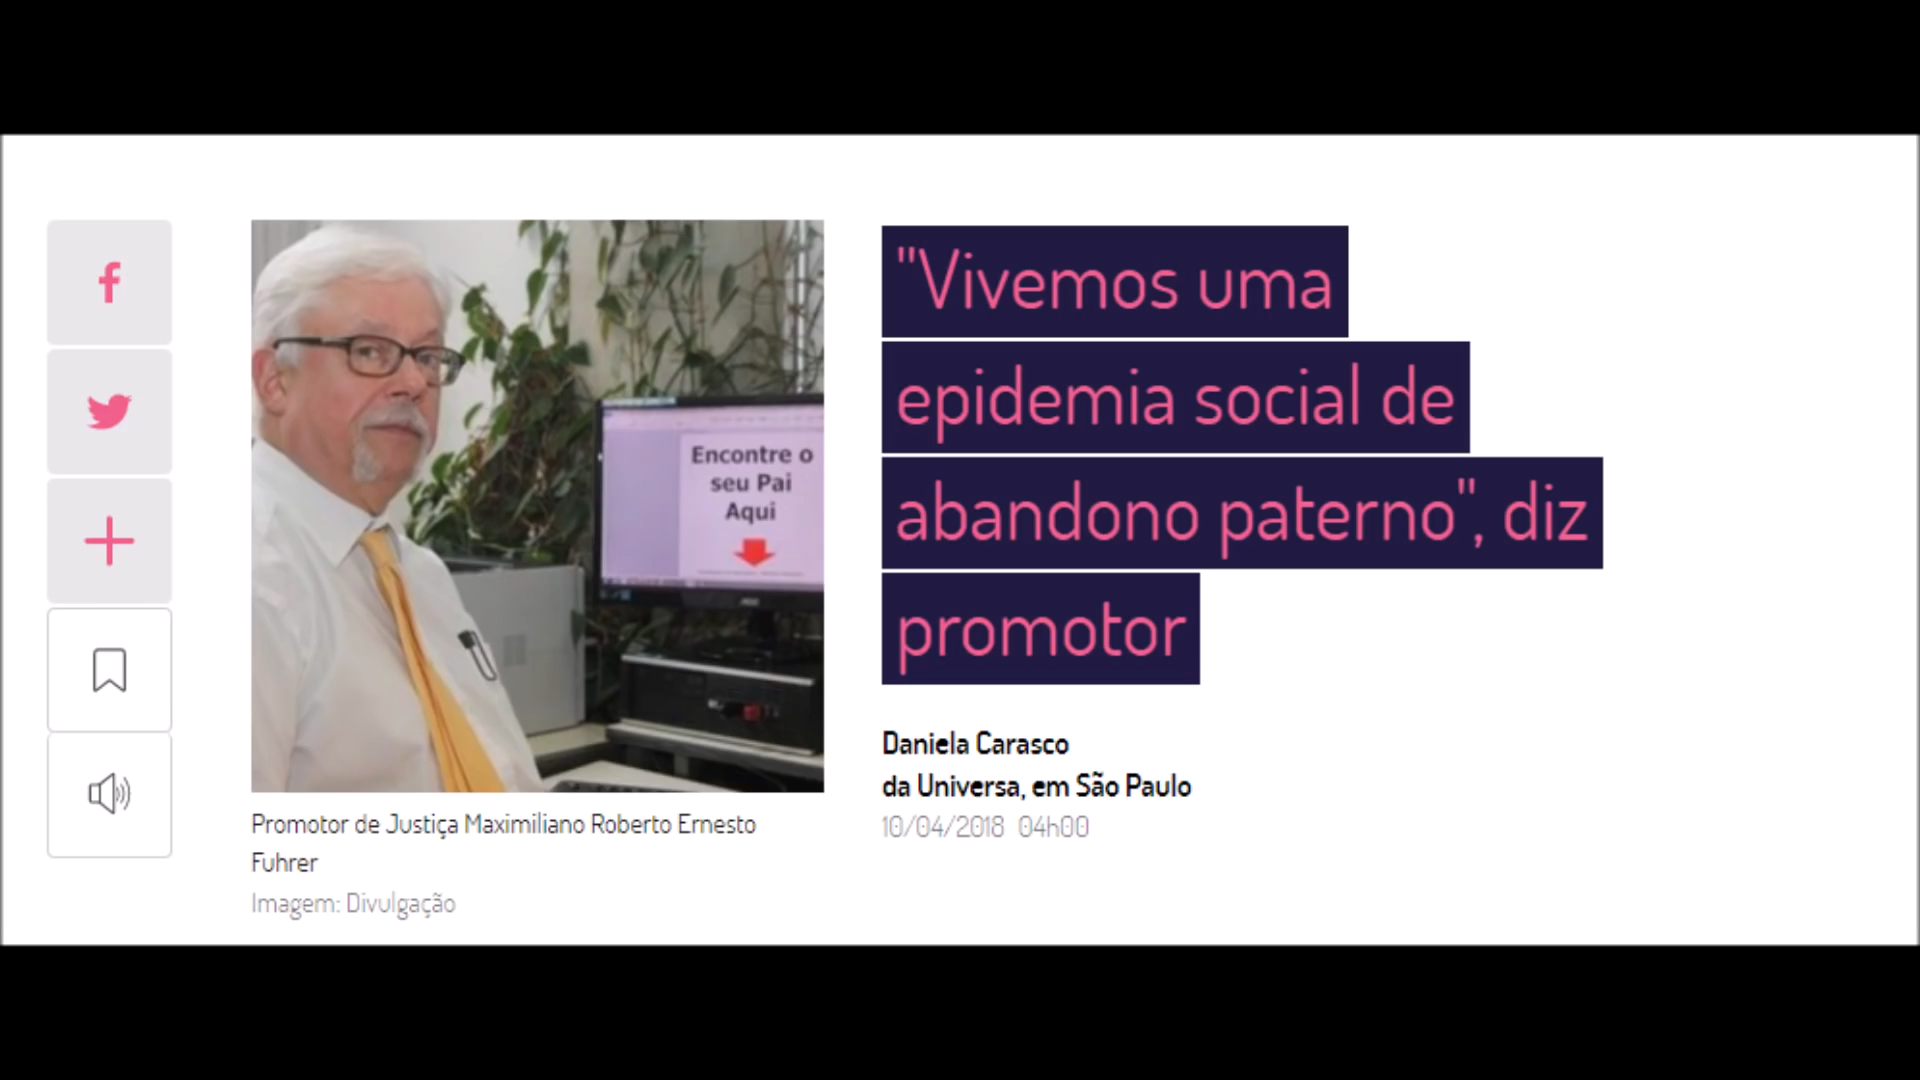 "Vivemos uma
epidemia social de
abandono paterno", diz
promotor
Daniela Carasco
da Universa, em São Paulo
10/04/2018 04h00
Encontre o
seu Pai
Aqui
Promotor de Justiça Maximiliano Roberto Ernesto
Fuhrer
Imagem: Divulgação